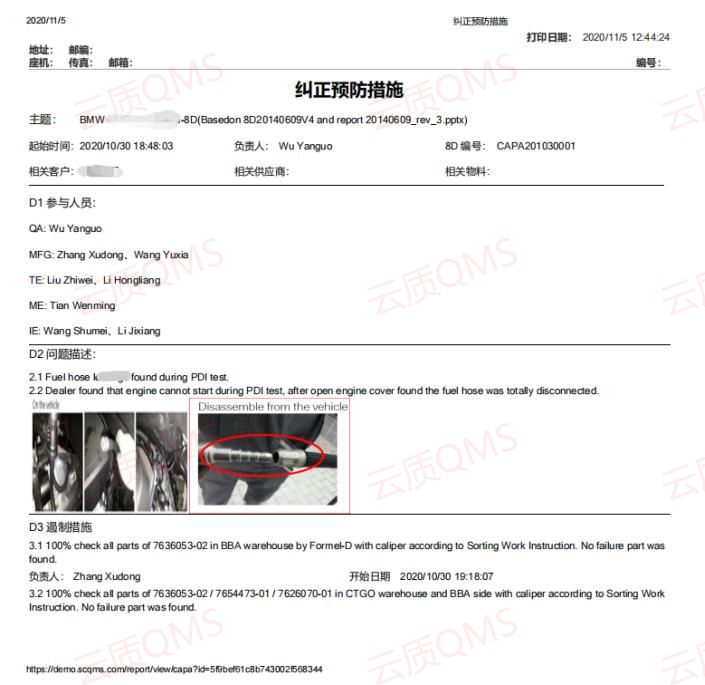 2020/11/5 纠正预防措施
打印日期： 2020/11/5 12:44:24
地址： 邮编：
座机： 传真： 邮箱： 编号：
纠正预防措施
主题： BMW -8D(Basedon 8D20140609V4 and report 20140609_rev_3.pptx)
起始时间：2020/10/30 18:48:03 负责人： Wu Yanguo 8D 编号： CAPA201030001
相关客户： 相关供应商： 相关物料：
D1 参与人员：
QA: Wu Yanguo
MFG: Zhang Xudong、Wang Yuxia
TE: Liu Zhiwei、Li Hongliang
ME: Tian Wenming
IE: Wang Shumei、Li Jixiang
D2 问题描述：
2.1 Fuel hose found during PDI test.
2.2 Dealer found that engine cannot start during PDI test, after open engine cover found the fuel hose was totally disconnected.
On the vehicle Disassemble from the vehicle
D3 遏制措施
3.1 100% check all parts of 7636053-02 in BBA warehouse by Formel-D with caliper according to Sorting Work Instruction. No failure part was
found.
负责人： Zhang Xudong 开始日期 2020/10/30 19:18:07
3.2 100% check all parts of 7636053-02 / 7654473-01 / 7626070-01 in CTGO warehouse and BBA side with caliper according to Sorting Work
Instruction. No failure part was found.
https://demo.scqms.com/report/view/capa?id=5f9bef61c8b743002f568344
云质QMS